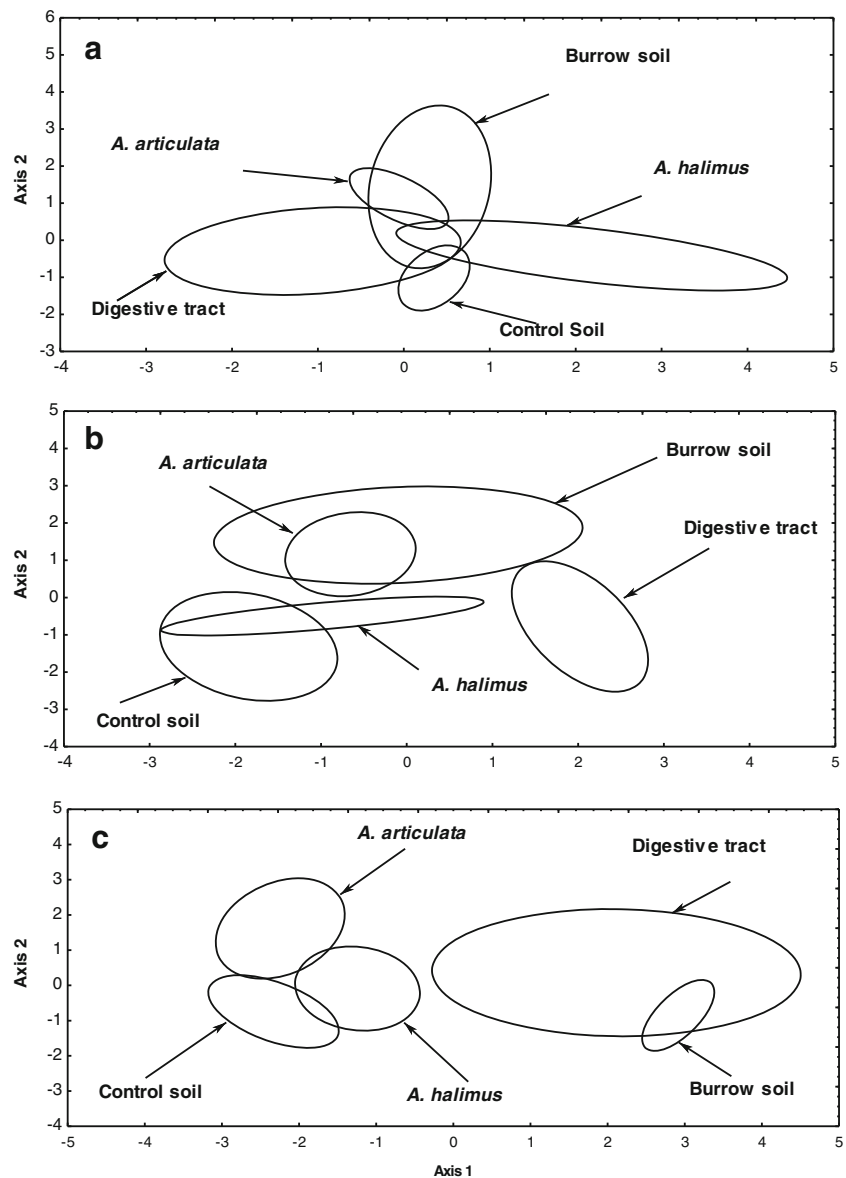 a
Burrow soil
A. articulata
A. halimus
Digestive tract
Control Soil
Axis 2
6
5
4
3
2
1
0
-1
-2
-3
-4 -3 -2 -1 0 1 2 3 4 5
b
A. articulata
Burrow soil
Digestive tract
A. halimus
Control soil
Axis 2
5
4
3
2
1
0
-1
-2
-3
-4
-4 -3 -2 -1 0 1 2 3 4 5
c
A. articulata
Digestive tract
Control soil
A. halimus
Burrow soil
Axis 2
5
4
3
2
1
0
-1
-2
-3
-4
-5 -4 -3 -2 -1 0 1 2 3 4 5
Axis 1